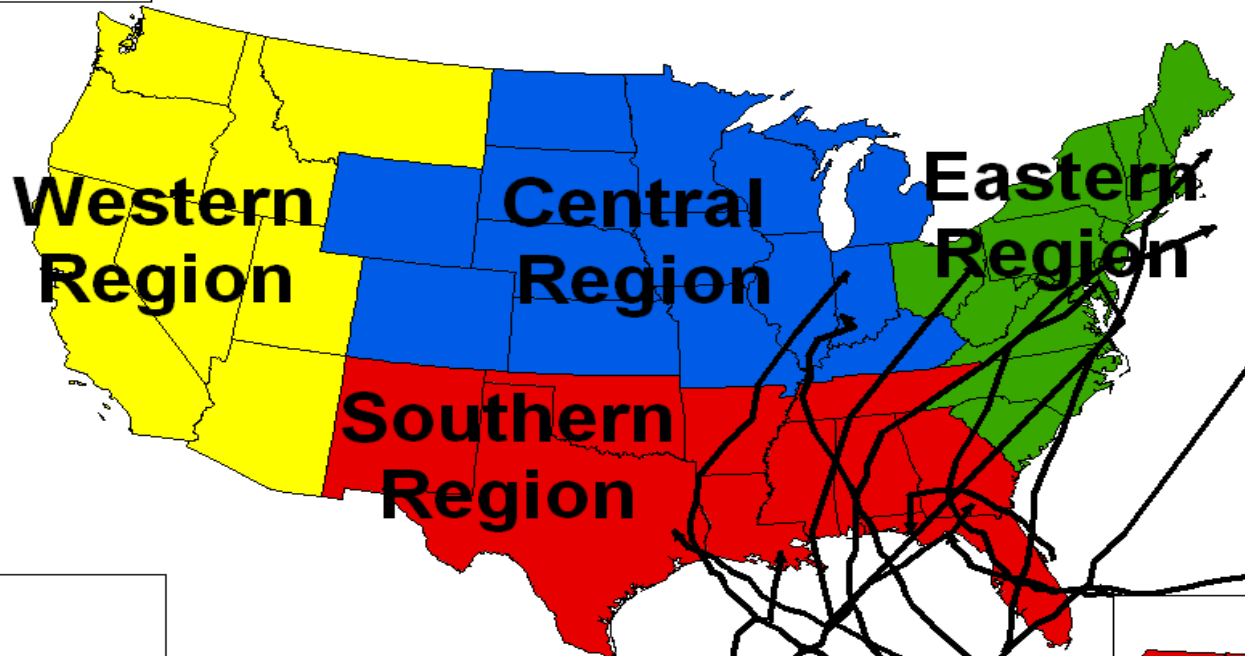 Western
Region
Central
Region
Eastern
Region
Southern
Region